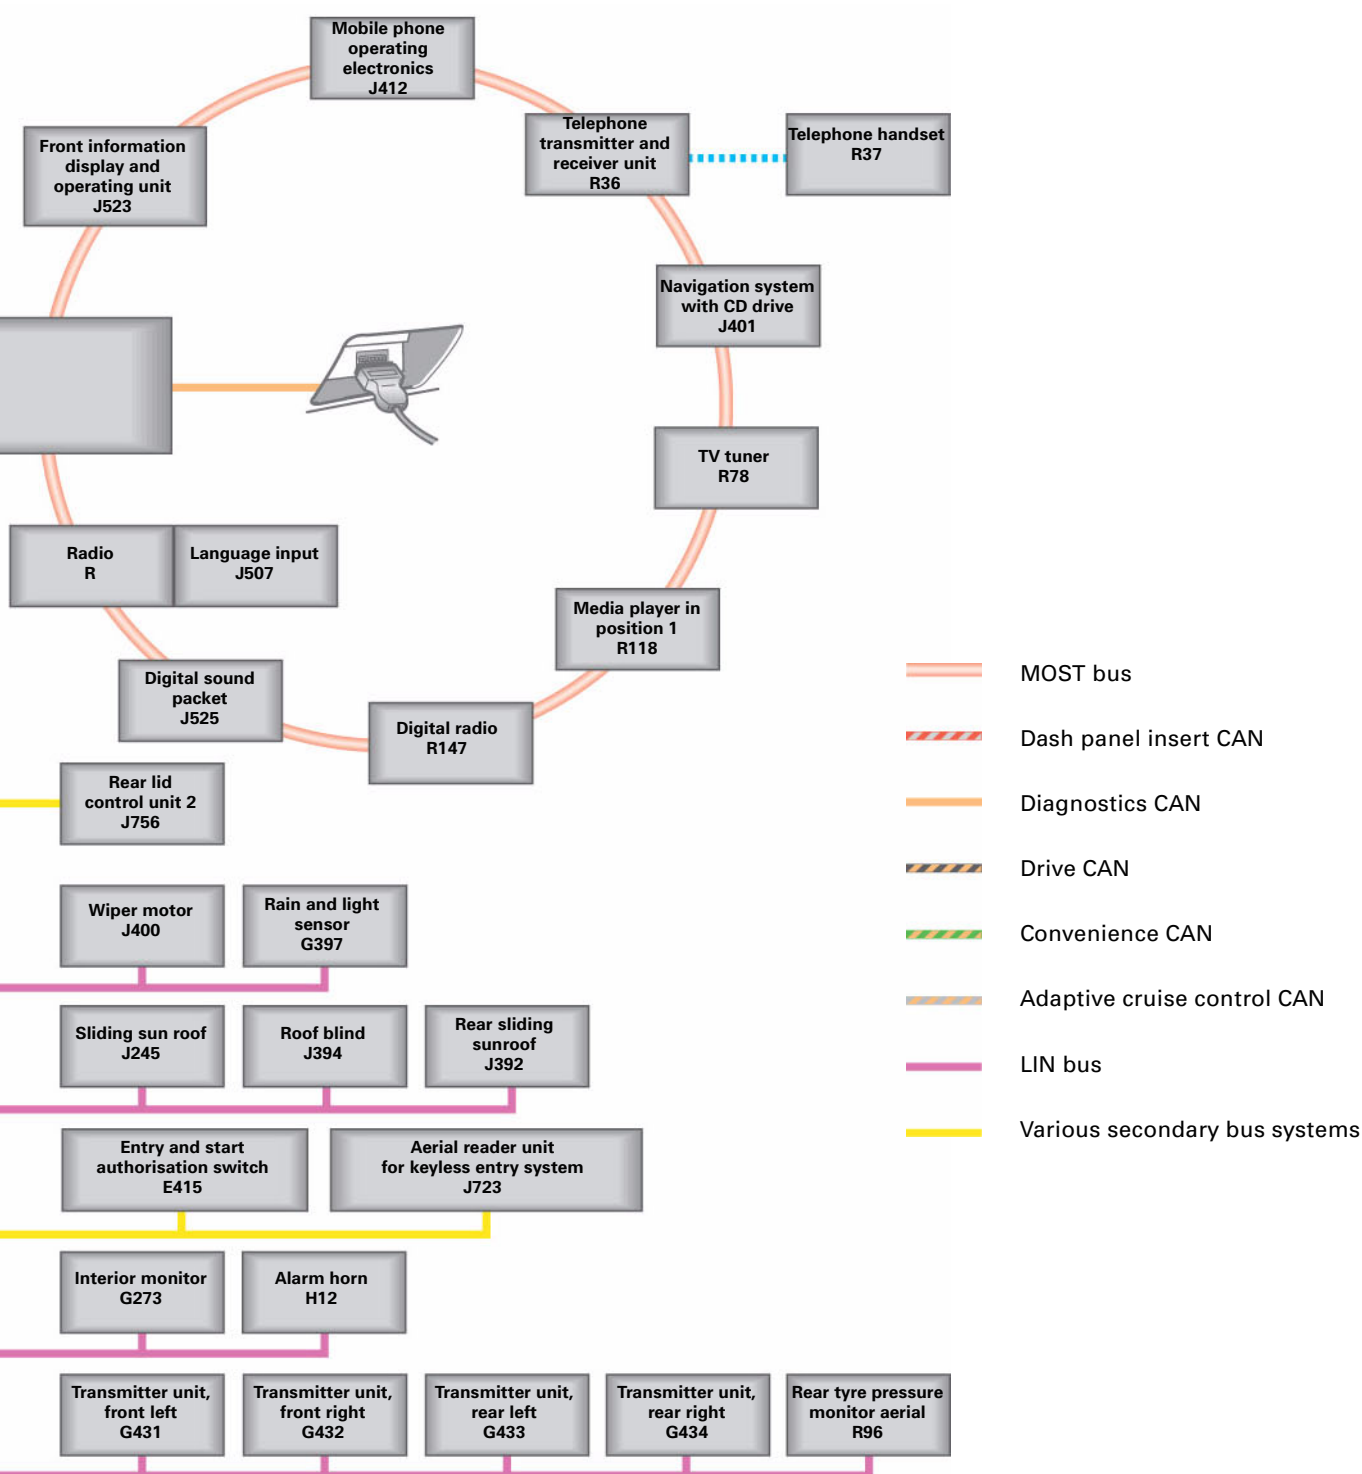 Mobile phone
operating
electronics
J412
Front information
display and
operating unit
J523
Telephone
transmitter and
receiver unit
R36
Telephone handset
R37
Navigation system
with CD drive
J401
TV tuner
R78
Radio
R
Language input
J507
Media player in
position 1
R118
Digital sound
packet
J525
Digital radio
R147
MOST bus
Dash panel insert CAN
Diagnostics CAN
Drive CAN
Convenience CAN
Adaptive cruise control CAN
LIN bus
Various secondary bus systems
Rear lid
control unit 2
J756
Wiper motor
J400
Rain and light
sensor
G397
Sliding sun roof
J245
Roof blind
J394
Rear sliding
sunroof
J392
Entry and start
authorisation switch
E415
Aerial reader unit
for keyless entry system
J723
Interior monitor
G273
Alarm horn
H12
Transmitter unit,
front left
G431
Transmitter unit,
front right
G432
Transmitter unit,
rear left
G433
Transmitter unit,
rear right
G434
Rear tyre pressure
monitor aerial
R96